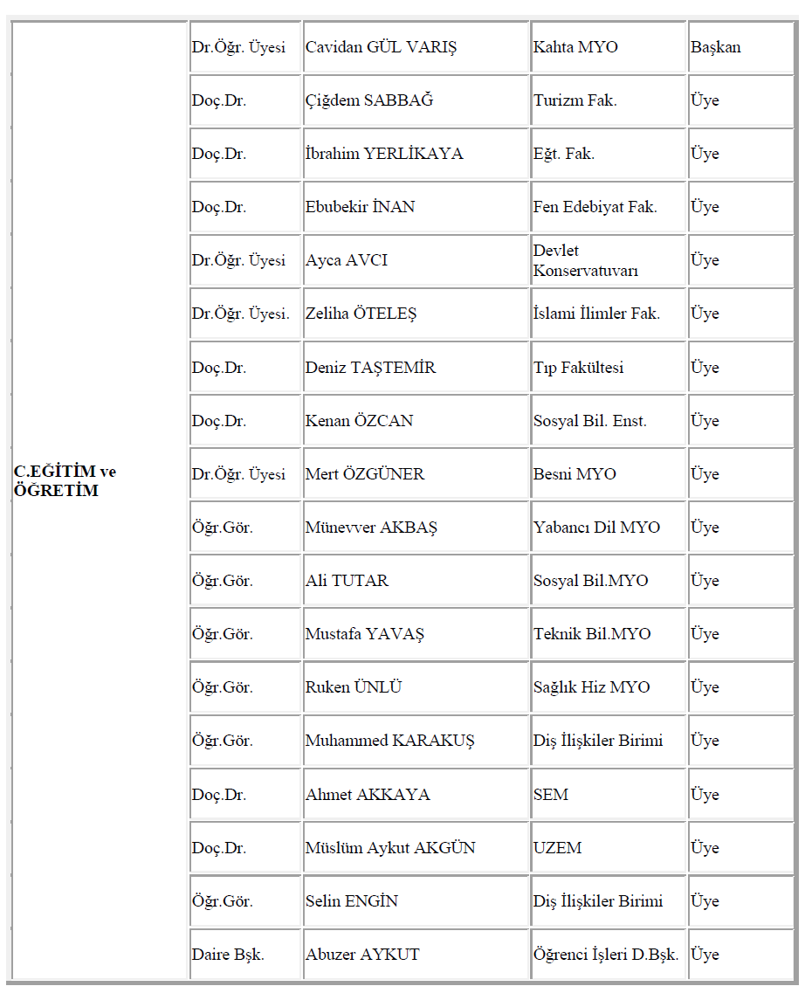 Dr.Öğr. Üyesi Cavidan GÜL VARIŞ Kahta MYO Başkan
Doç.Dr. Çiğdem SABBAĞ Turizm Fak. Üye
Doç.Dr. İbrahim YERLİKAYA Eğt. Fak. Üye
Doç.Dr. Ebubekir İNAN Fen Edebiyat Fak. Üye
Dr.Öğr. Üyesi Ayca AVCI Devlet Konservatuvarı Üye
Dr.Öğr. Üyesi. Zeliha ÖTELEŞ İslami İlimler Fak. Üye
Doç.Dr. Deniz TAŞTEMİR Tıp Fakültesi Üye
Doç.Dr. Kenan ÖZCAN Sosyal Bil. Enst. Üye
C.EĞİTİM ve ÖĞRETİM Dr.Öğr. Üyesi Mert ÖZGÜNER Besni MYO Üye
Öğr.Gör. Münevver AKBAŞ Yabancı Dil MYO Üye
Öğr.Gör. Ali TUTAR Sosyal Bil.MYO Üye
Öğr.Gör. Mustafa YAVAŞ Teknik Bil.MYO Üye
Öğr.Gör. Ruken ÜNLÜ Sağlık Hiz MYO Üye
Öğr.Gör. Muhammed KARAKUŞ Diş İlişkiler Birimi Üye
Doç.Dr. Ahmet AKKAYA SEM Üye
Doç.Dr. Müslüm Aykut AKGÜN UZEM Üye
Öğr.Gör. Selin ENGİN Diş İlişkiler Birimi Üye
Daire Bşk. Abuzer AYKUT Öğrenci İşleri D.Bşk. Üye